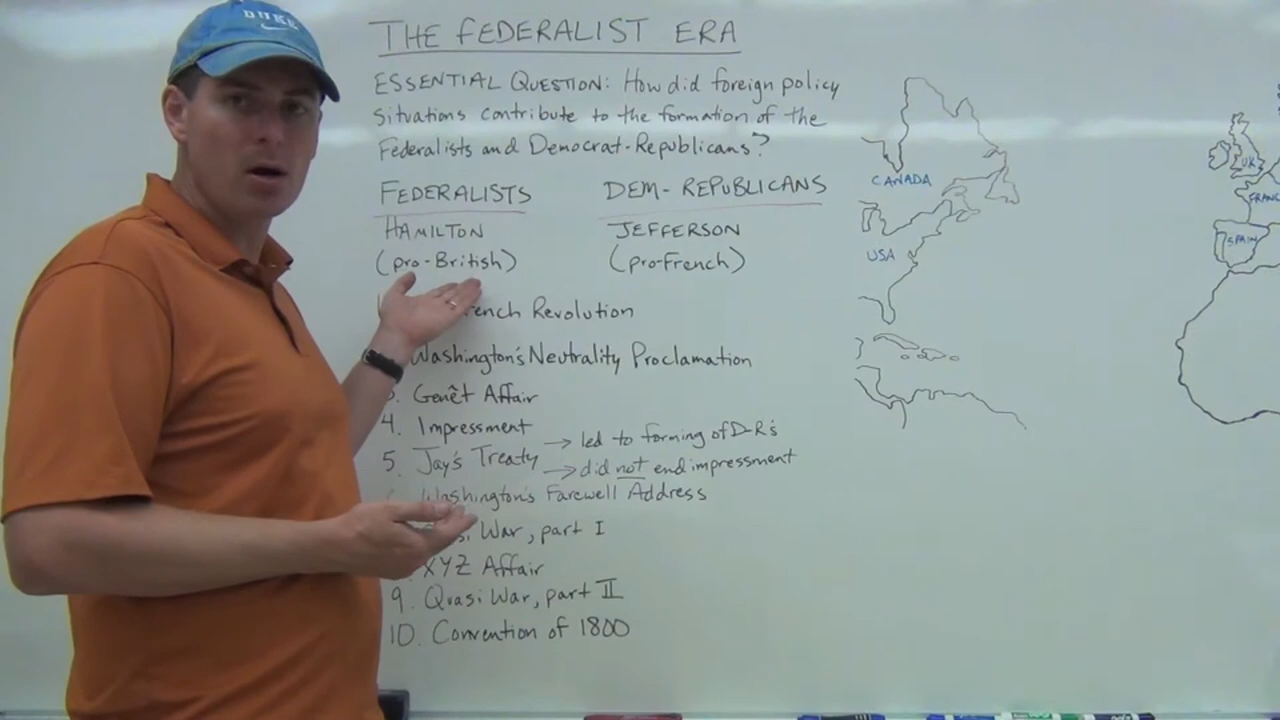 DUKE
THE FEDERALIST ERA
ESSENTIAL QUESTION: How did foreign policy
situations contribute to the formation of the
Federalists and Democrat-Republicans?
FEDERALISTS
HAMILTON
(pro-British)
DEM-REPUBLICANS
JEFFERSON
(pro-French)
ench Revolution
Washington's Neutrality Proclamation
Genêt Affair
4. Impressment
5. Jay's Treaty → led to forming of D-R's
→ did not end impressment
Washington's Farewell Address
War, part I
XYZ Affair
9. Quasi War, part II
10. Convention of 1800
CANADA
USA
UK
FRANC
SPAIN